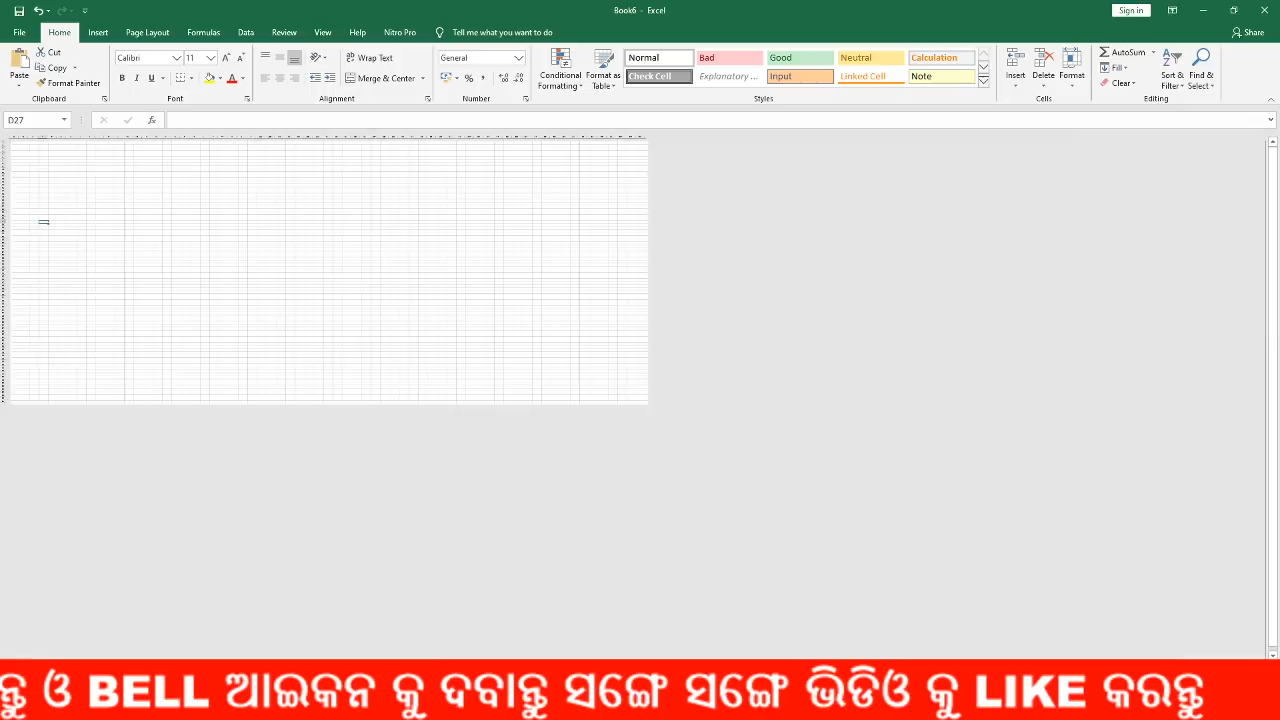 Book6 - Excel
Sign in
File Home Insert Page Layout Formulas Data Review View Help Nitro Pro Tell me what you want to do Share
Paste Cut Copy Format Painter Clipboard
Calibri 11 B I U A Font
Wrap Text Merge & Center Alignment
General % Number
Conditional Formatting Format as Table
Normal Bad Good Neutral Calculation
Check Cell Explanatory ... Input Linked Cell Note
Styles
Insert Delete Format Cells
AutoSum Fill Clear Sort & Filter Find & Select Editing
D27 fx
ନ୍ତୁ ଓ BELL ଆଇକନ କୁ ଦବାନ୍ତୁ ସଙ୍ଗେ ସଙ୍ଗେ ଭିଡିଓ କୁ LIKE କରନ୍ତୁ